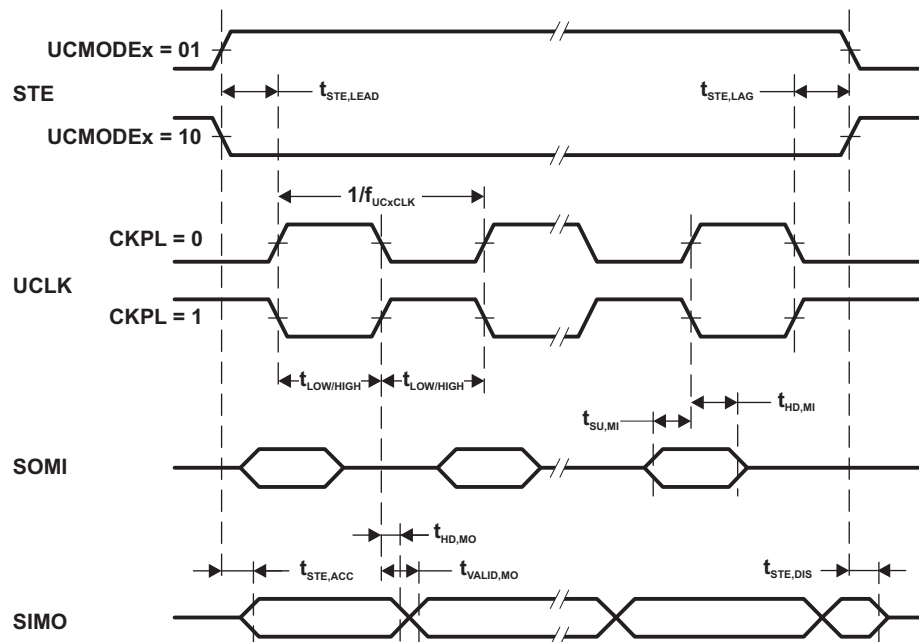 UCMODEx = 01
STE
t_STE,LEAD
t_STE,LAG
UCMODEx = 10
1/f_UCxCLK
CKPL = 0
UCLK
CKPL = 1
t_LOW/HIGH t_LOW/HIGH
t_HD,MI
t_SU,MI
SOMI
t_HD,MO
t_STE,ACC t_VALID,MO t_STE,DIS
SIMO